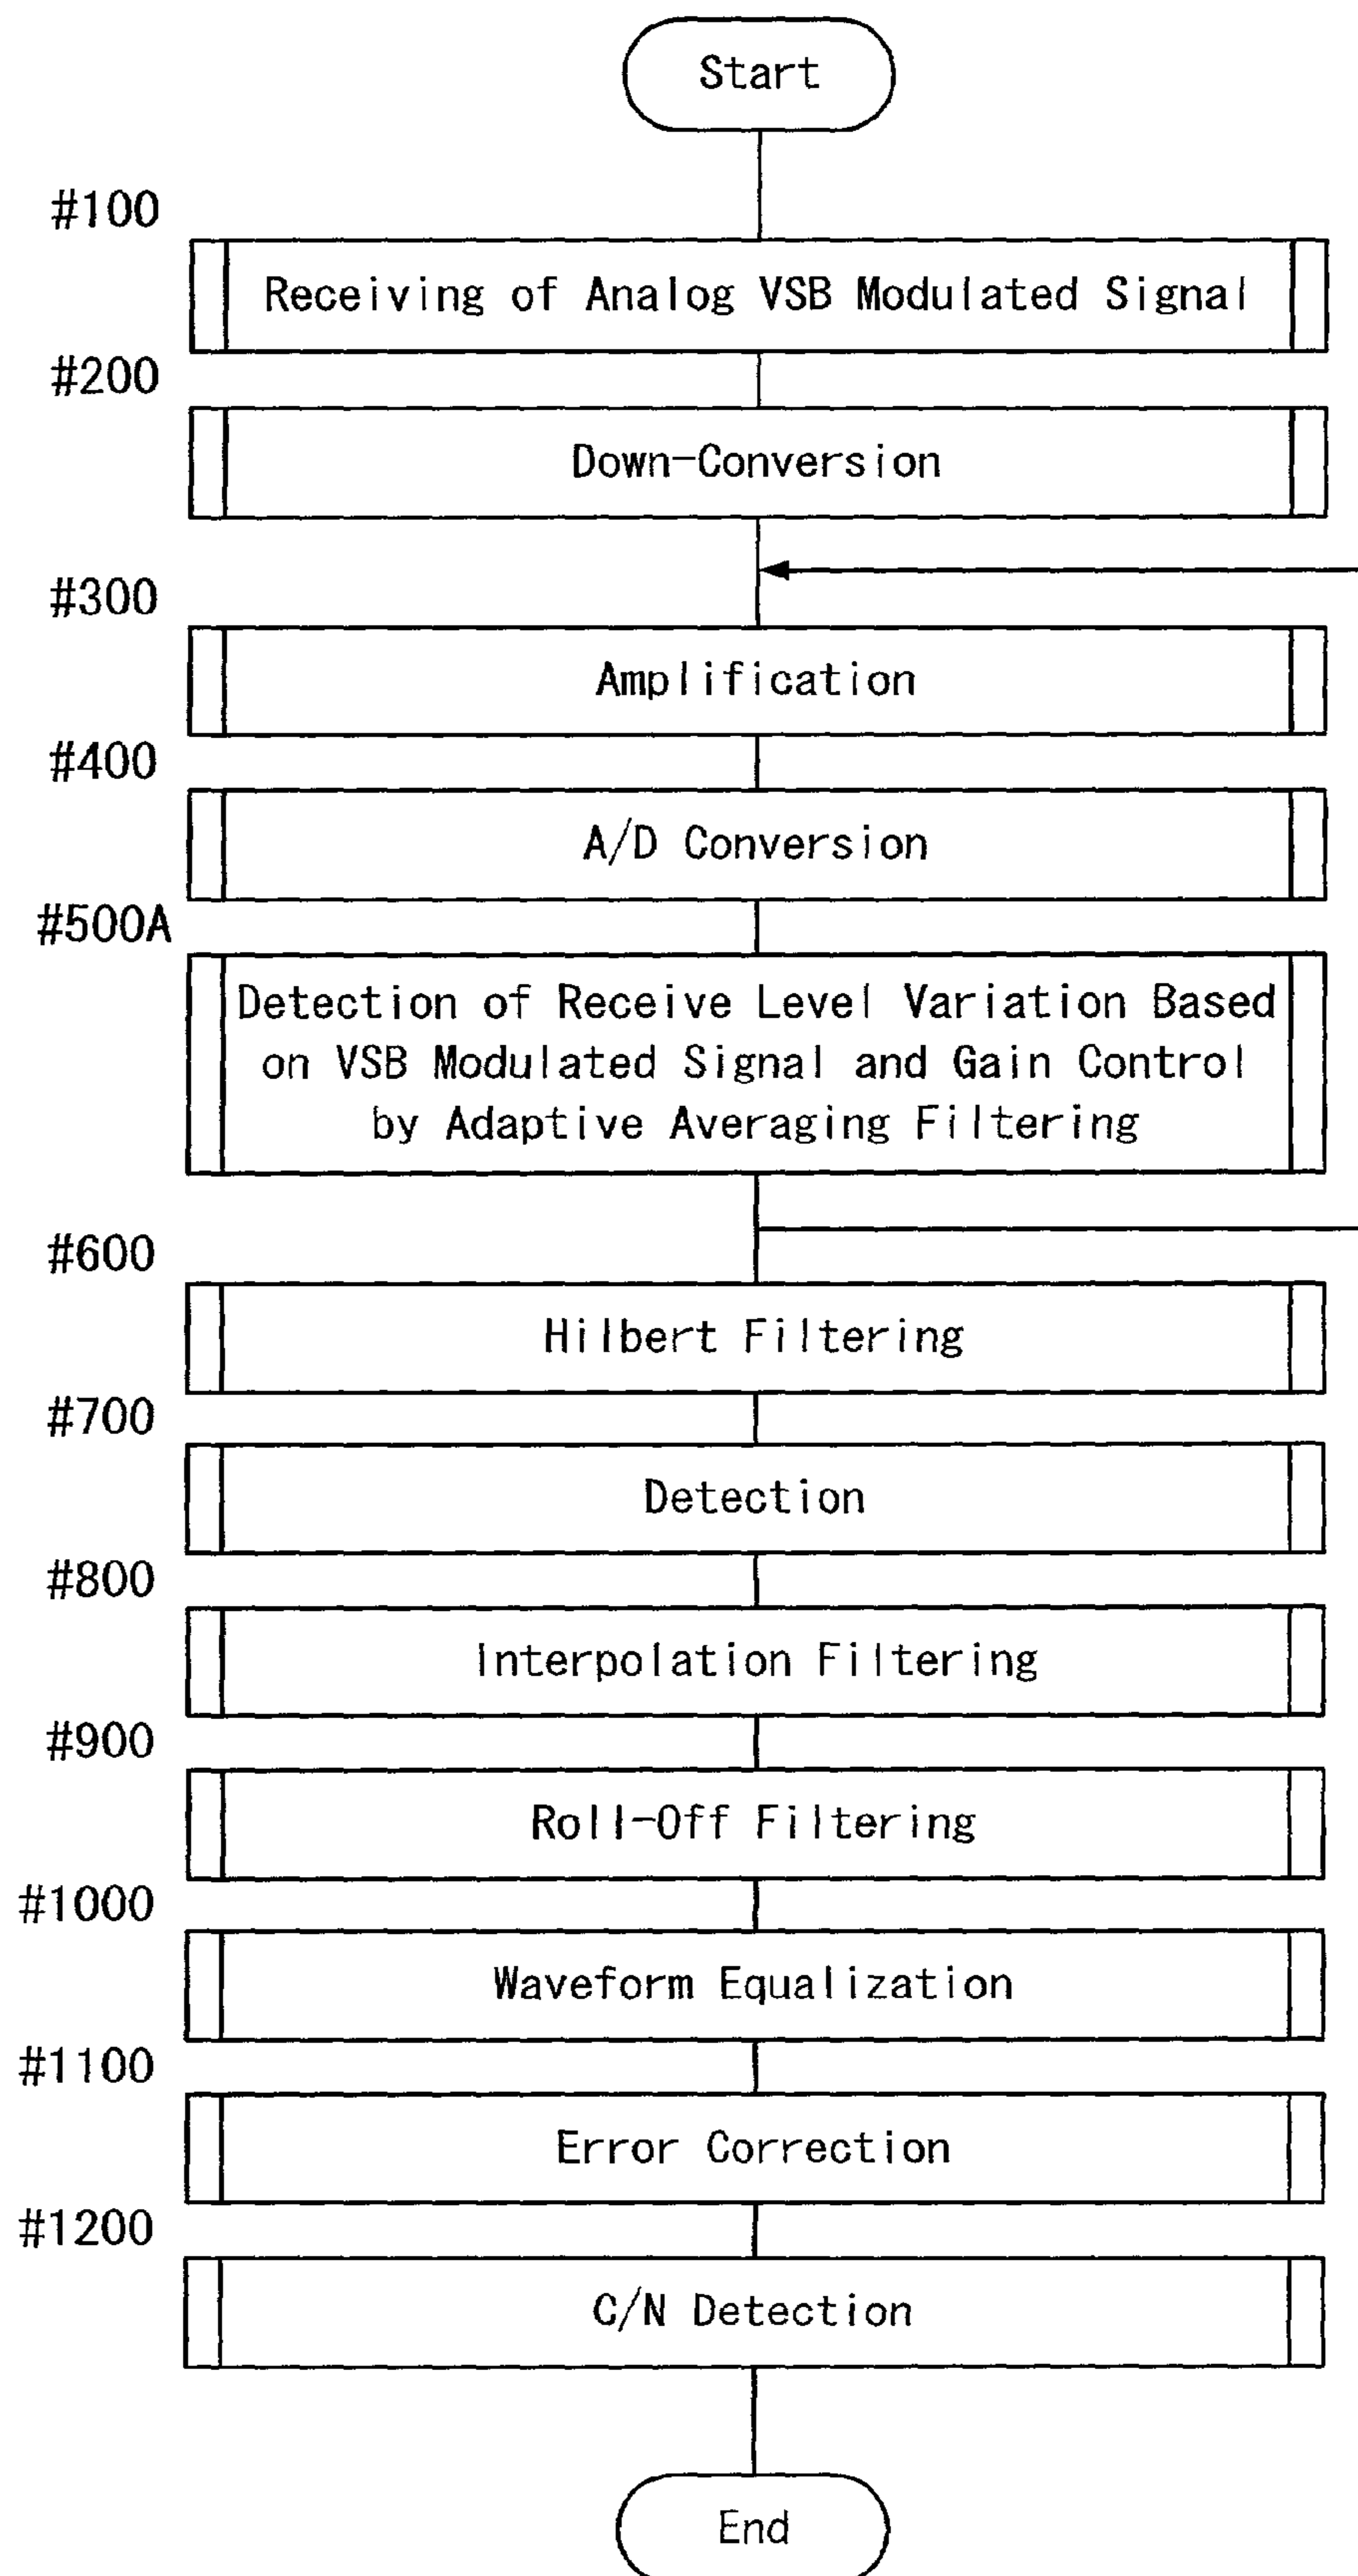 Start
#100
Receiving of Analog VSB Modulated Signal
#200
Down-Conversion
#300
Amplification
#400
A/D Conversion
#500A
Detection of Receive Level Variation Based
on VSB Modulated Signal and Gain Control
by Adaptive Averaging Filtering
#600
Hilbert Filtering
#700
Detection
#800
Interpolation Filtering
#900
Roll-Off Filtering
#1000
Waveform Equalization
#1100
Error Correction
#1200
C/N Detection
End